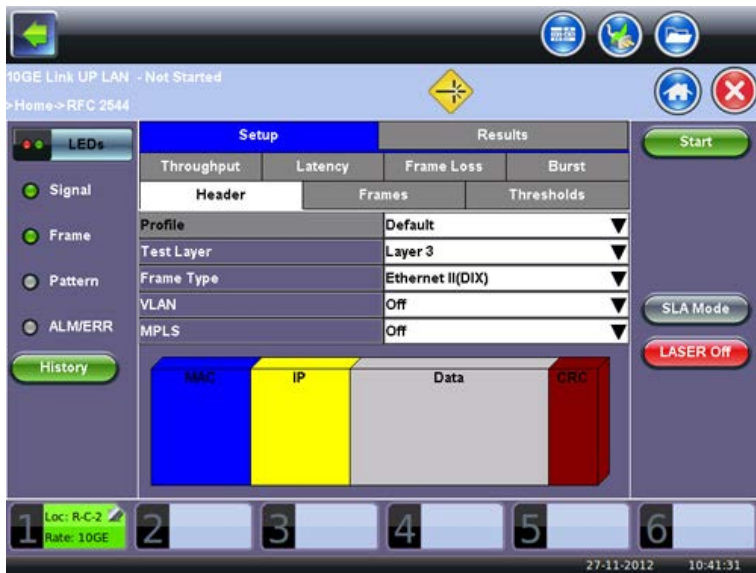 10GE Link UP LAN - Not Started
>Home->RFC 2544
LEDs
Setup
Results
Start
Throughput
Latency
Frame Loss
Burst
Signal
Header
Frames
Thresholds
Profile
Default
Frame
Test Layer
Layer 3
Pattern
Frame Type
Ethernet II(DIX)
VLAN
Off
SLA Mode
ALM/ERR
MPLS
Off
LASER Off
History
MAC
IP
Data
CRC
1
Loc: R-C-2
Rate: 10GE
2
3
4
5
6
27-11-2012 10:41:31